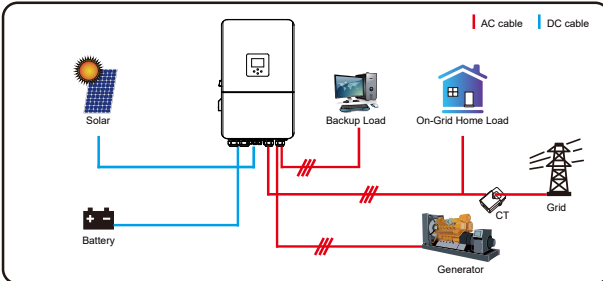 AC cable
DC cable
Solar
Backup Load
On-Grid Home Load
Grid
CT
Battery
Generator